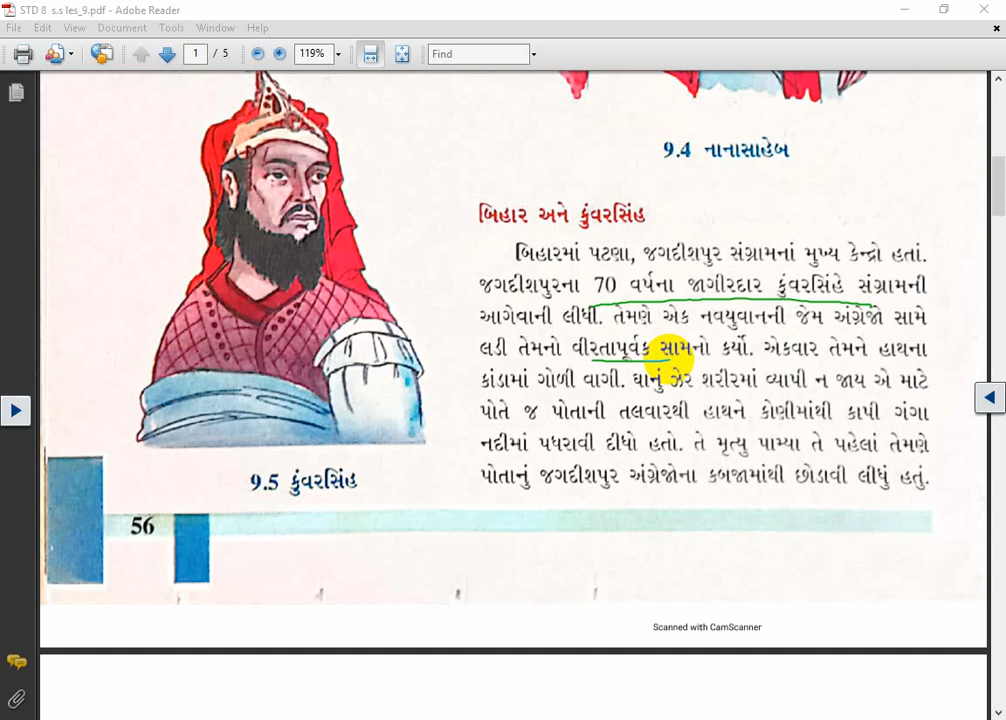 STD 8 s.s les_9.pdf - Adobe Reader
File Edit View Document Tools Window Help
1 / 5 119% Find
9.4 નાનાસાહેબ
બિહાર અને કુંવરસિંહ
બિહારમાં પટણા, જગદીશપુર સંગ્રામનાં મુખ્ય કેન્દ્રો હતાં.
જગદીશપુરના 70 વર્ષના જાગીરદાર કુંવરસિંહે સંગ્રામની
આગેવાની લીધી. તેમણે એક નવયુવાનની જેમ અંગ્રેજો સામે
લડી તેમનો વીરતાપૂર્વક સામનો કર્યો. એકવાર તેમને હાથના
કાંડામાં ગોળી વાગી. ઘાનું ઝેર શરીરમાં વ્યાપી ન જાય એ માટે
પોતે જ પોતાની તલવારથી હાથને કોણીમાંથી કાપી ગંગા
નદીમાં પધરાવી દીધો હતો. તે મૃત્યુ પામ્યા તે પહેલાં તેમણે
પોતાનું જગદીશપુર અંગ્રેજોના કબજામાંથી છોડાવી લીધું હતું.
9.5 કુંવરસિંહ
56
Scanned with CamScanner